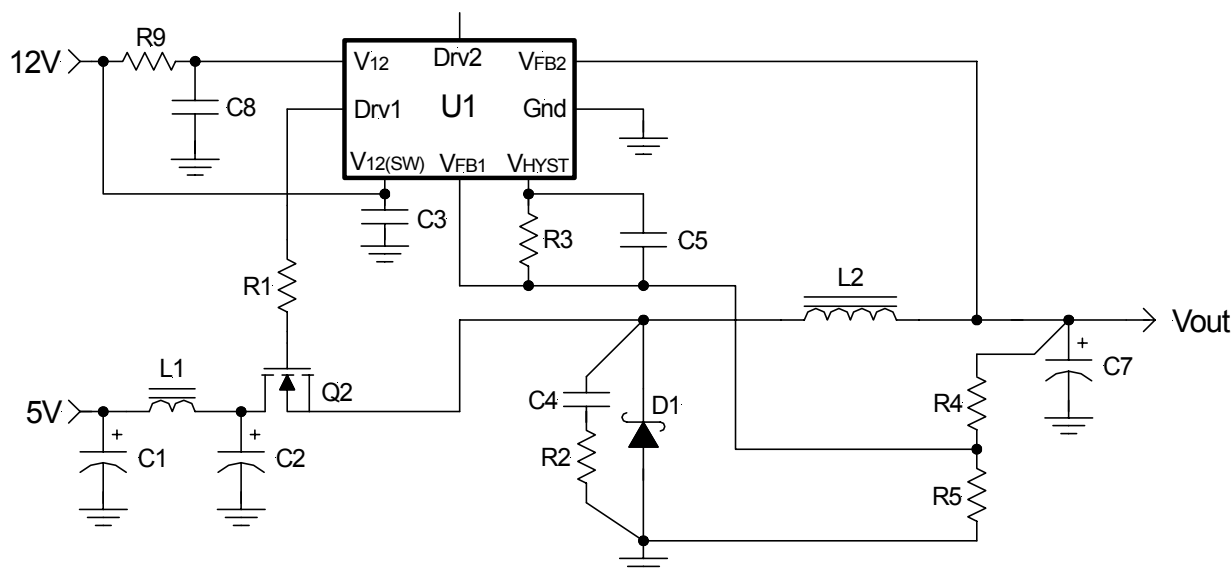 R9
12V
V12
Drv2
VFB2
C8
Drv1
U1
Gnd
V12(SW)
VFB1
VHYST
C3
R3
C5
R1
L2
Vout
L1
Q2
C4
D1
R4
C7
5V
C1
C2
R2
R5
+
+
+